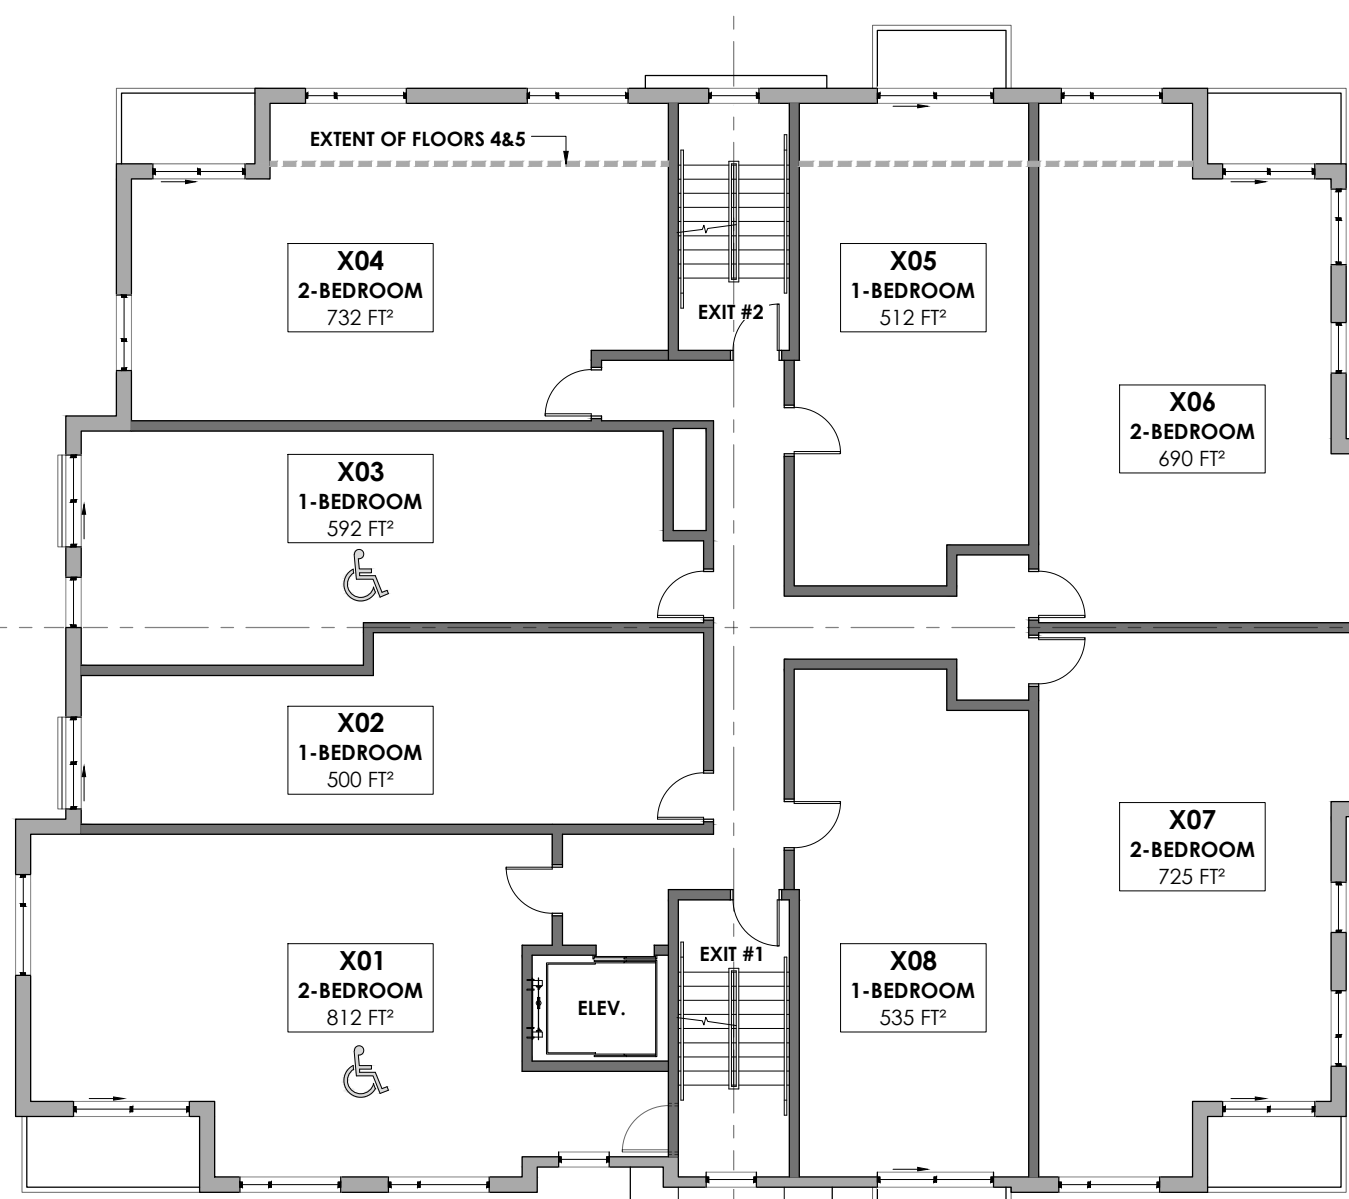 EXTENT OF FLOORS 4&5
X04
2-BEDROOM
732 FT²
EXIT #2
X05
1-BEDROOM
512 FT²
X06
2-BEDROOM
690 FT²
X03
1-BEDROOM
592 FT²
X02
1-BEDROOM
500 FT²
X07
2-BEDROOM
725 FT²
X01
2-BEDROOM
812 FT²
ELEV.
EXIT #1
X08
1-BEDROOM
535 FT²